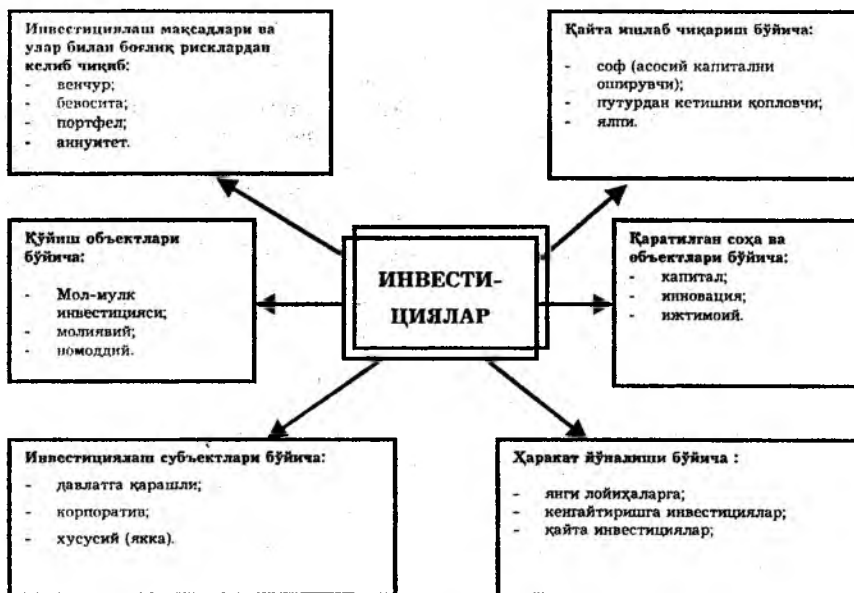 Инвестициялаш мақсадлари ва
улар билан боғлиқ рисклардан
келиб чиқиб:
- венчур;
- бевосита;
- портфел;
- аннуитет.
Қайта ишлаб чиқариш бўйича:
- соф (асосий капитални
оширувчи);
- путурдан кетишни қопловчи;
- ялпи.
Қўйиш объектлари
бўйича:
- Мол-мулк
инвестицияси;
- молиявий;
- номоддий.
ИНВЕСТИ-
ЦИЯЛАР
Қаратилган соҳа ва
объектлари бўйича:
- капитал;
- инновация;
- ижтимоий.
Инвестициялаш субъектлари бўйича:
- давлатга қарашли;
- корпоратив;
- хусусий (якка).
Ҳаракат йўналиши бўйича :
- янги лойиҳаларга;
- кенгайтиришга инвестициялар;
- қайта инвестициялар;